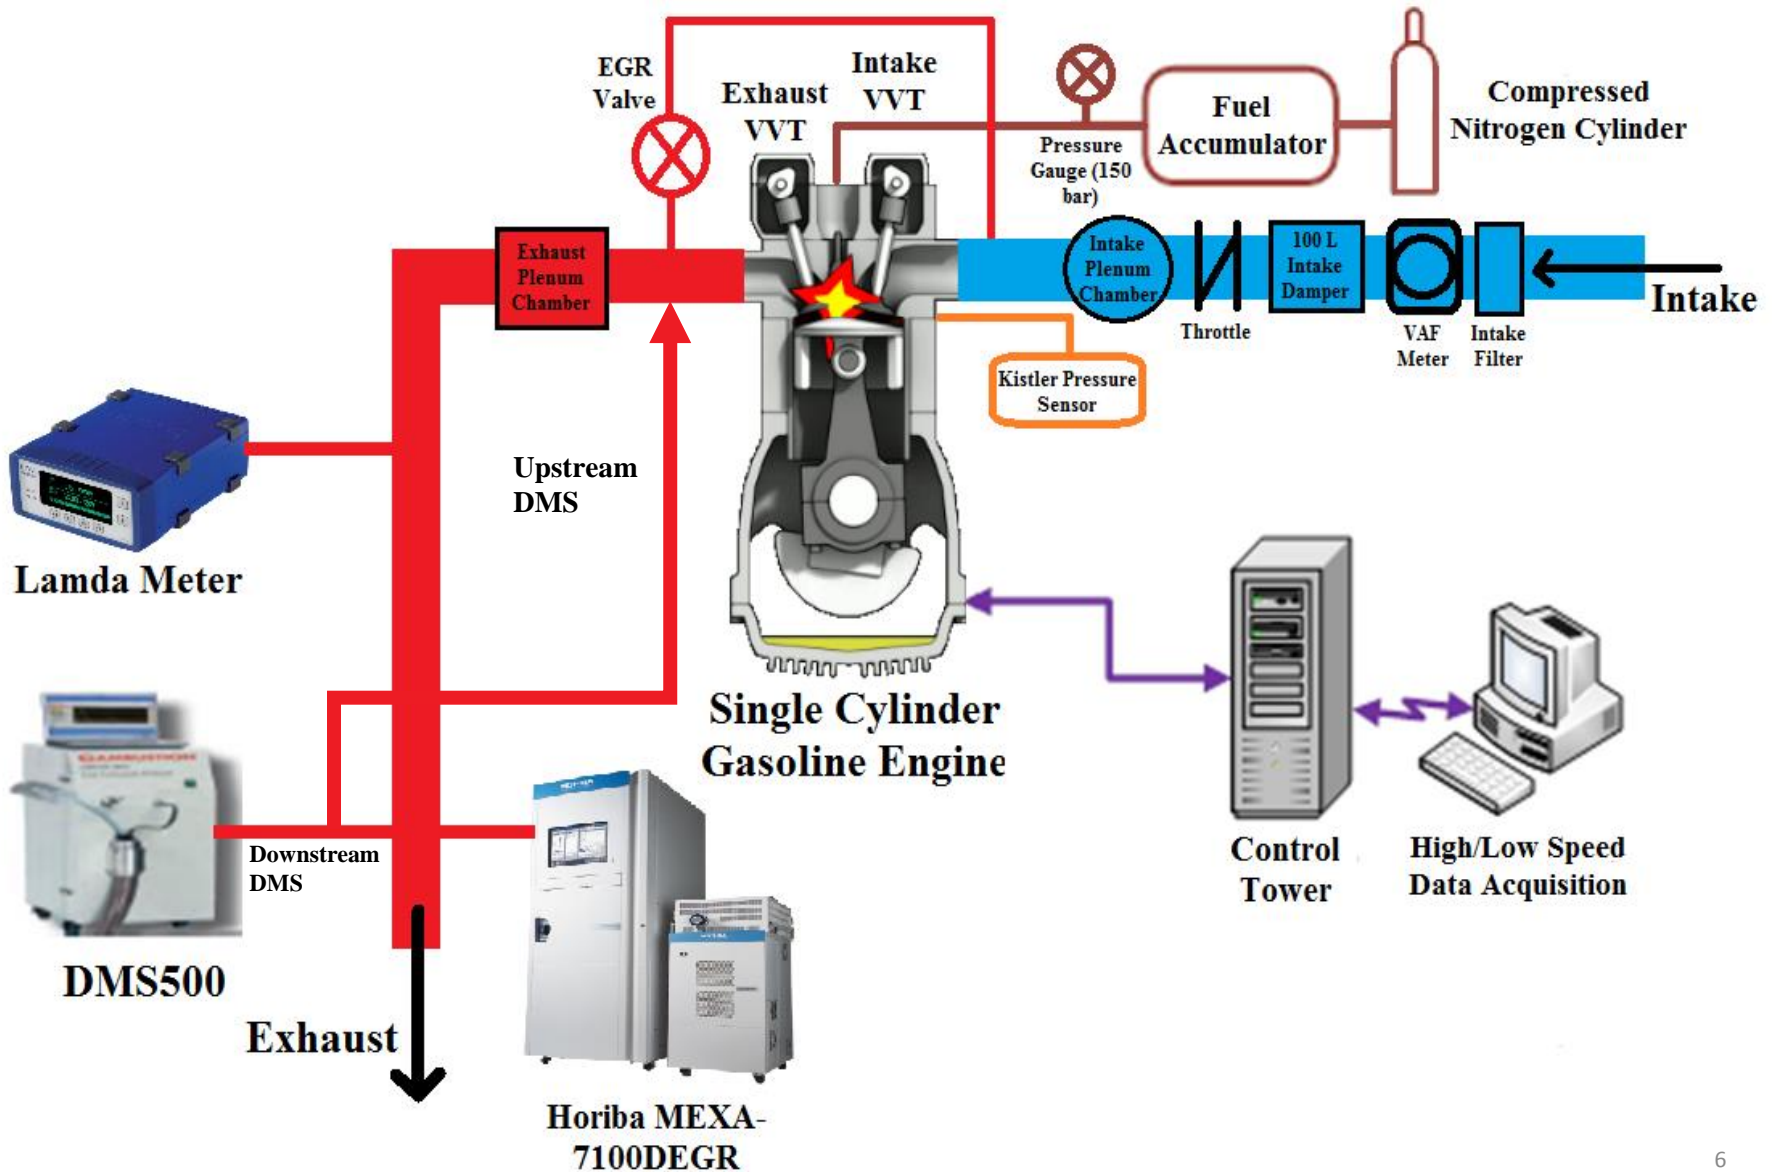 EGR
Valve
Exhaust
VVT
Intake
VVT
Pressure
Gauge (150
bar)
Fuel
Accumulator
Compressed
Nitrogen Cylinder
Exhaust
Plenum
Chamber
Intake
Plenum
Chamber
Throttle
100 L
Intake
Damper
VAF
Meter
Intake
Filter
Intake
Kistler Pressure
Sensor
Upstream
DMS
Lamda Meter
Single Cylinder
Gasoline Engine
Downstream
DMS
DMS500
Exhaust
Horiba MEXA-
7100DEGR
Control
Tower
High/Low Speed
Data Acquisition
6